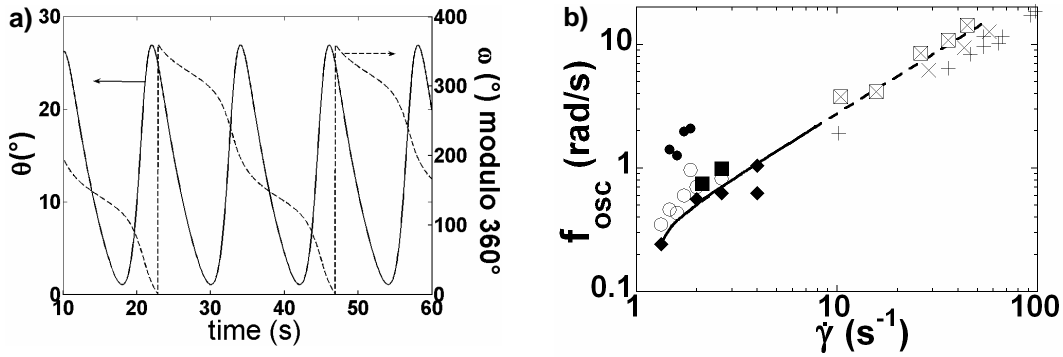 a)
30
20
10
0
θ(°)
10 20 30 40 50 60
time (s)
400
300
200
100
0
ω (°) modulo 360°
b)
10
1
0.1
f osc (rad/s)
1 10 100
γ̇ (s⁻¹)